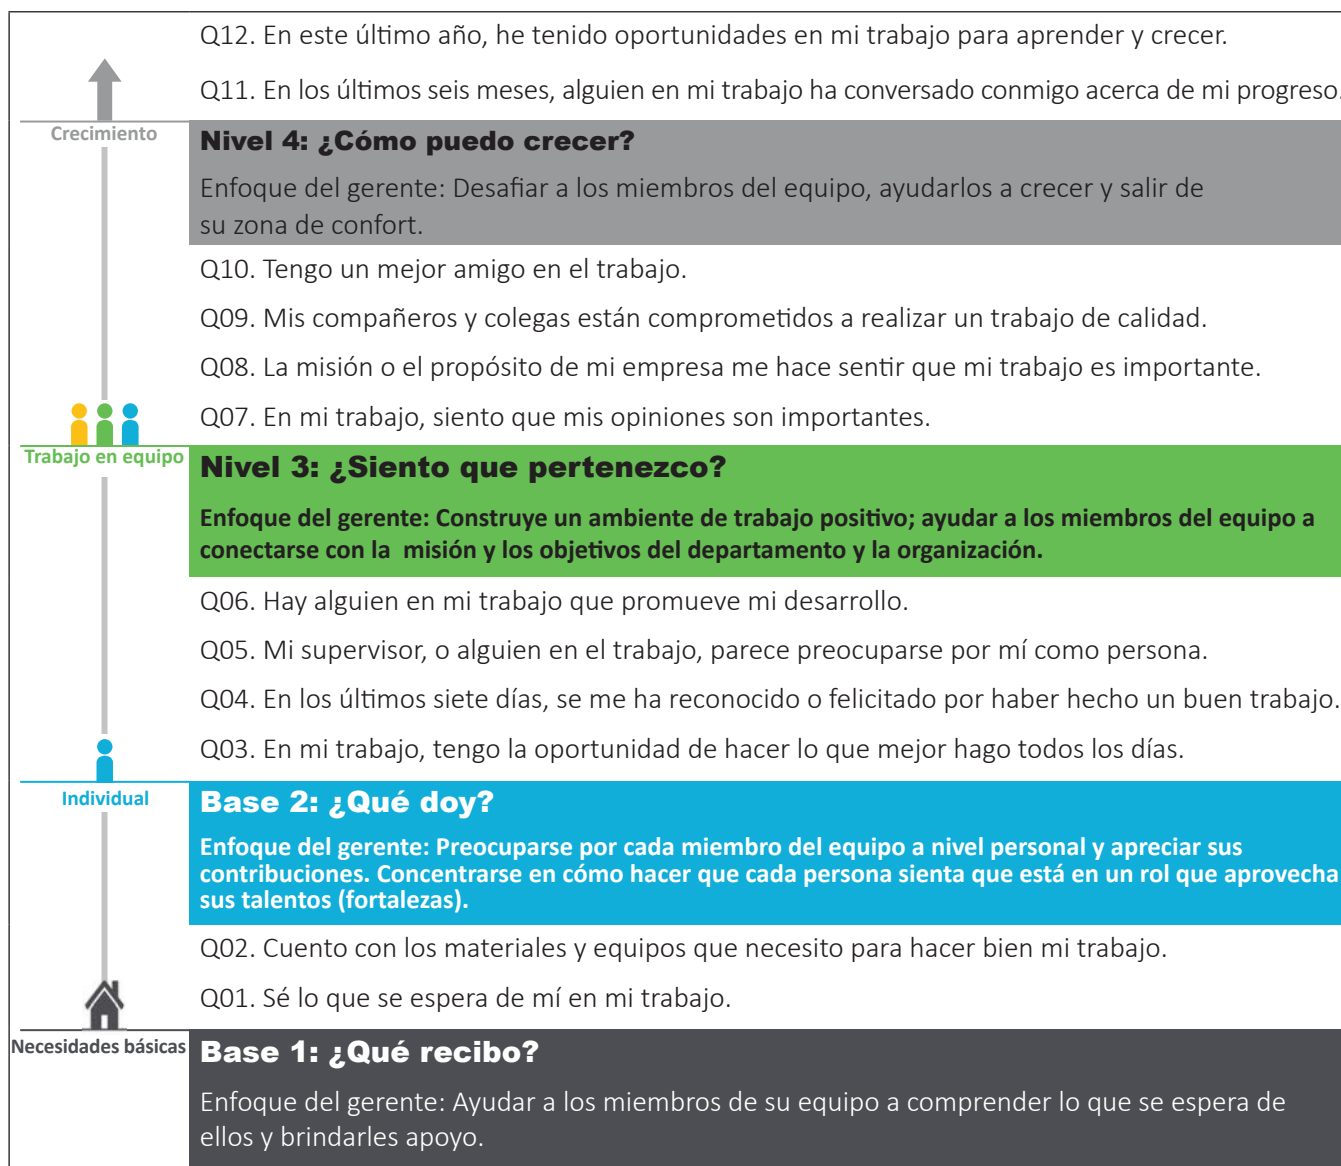 Q12. En este último año, he tenido oportunidades en mi trabajo para aprender y crecer.
Q11. En los últimos seis meses, alguien en mi trabajo ha conversado conmigo acerca de mi progreso.
Crecimiento
Nivel 4: ¿Cómo puedo crecer?
Enfoque del gerente: Desafiar a los miembros del equipo, ayudarlos a crecer y salir de
su zona de confort.
Q10. Tengo un mejor amigo en el trabajo.
Q09. Mis compañeros y colegas están comprometidos a realizar un trabajo de calidad.
Q08. La misión o el propósito de mi empresa me hace sentir que mi trabajo es importante.
Q07. En mi trabajo, siento que mis opiniones son importantes.
Trabajo en equipo
Nivel 3: ¿Siento que pertenezco?
Enfoque del gerente: Construye un ambiente de trabajo positivo; ayudar a los miembros del equipo a
conectarse con la misión y los objetivos del departamento y la organización.
Q06. Hay alguien en mi trabajo que promueve mi desarrollo.
Q05. Mi supervisor, o alguien en el trabajo, parece preocuparse por mí como persona.
Q04. En los últimos siete días, se me ha reconocido o felicitado por haber hecho un buen trabajo.
Q03. En mi trabajo, tengo la oportunidad de hacer lo que mejor hago todos los días.
Individual
Base 2: ¿Qué doy?
Enfoque del gerente: Preocuparse por cada miembro del equipo a nivel personal y apreciar sus
contribuciones. Concentrarse en cómo hacer que cada persona sienta que está en un rol que aprovecha
sus talentos (fortalezas).
Q02. Cuento con los materiales y equipos que necesito para hacer bien mi trabajo.
Q01. Sé lo que se espera de mí en mi trabajo.
Necesidades básicas
Base 1: ¿Qué recibo?
Enfoque del gerente: Ayudar a los miembros de su equipo a comprender lo que se espera de
ellos y brindarles apoyo.